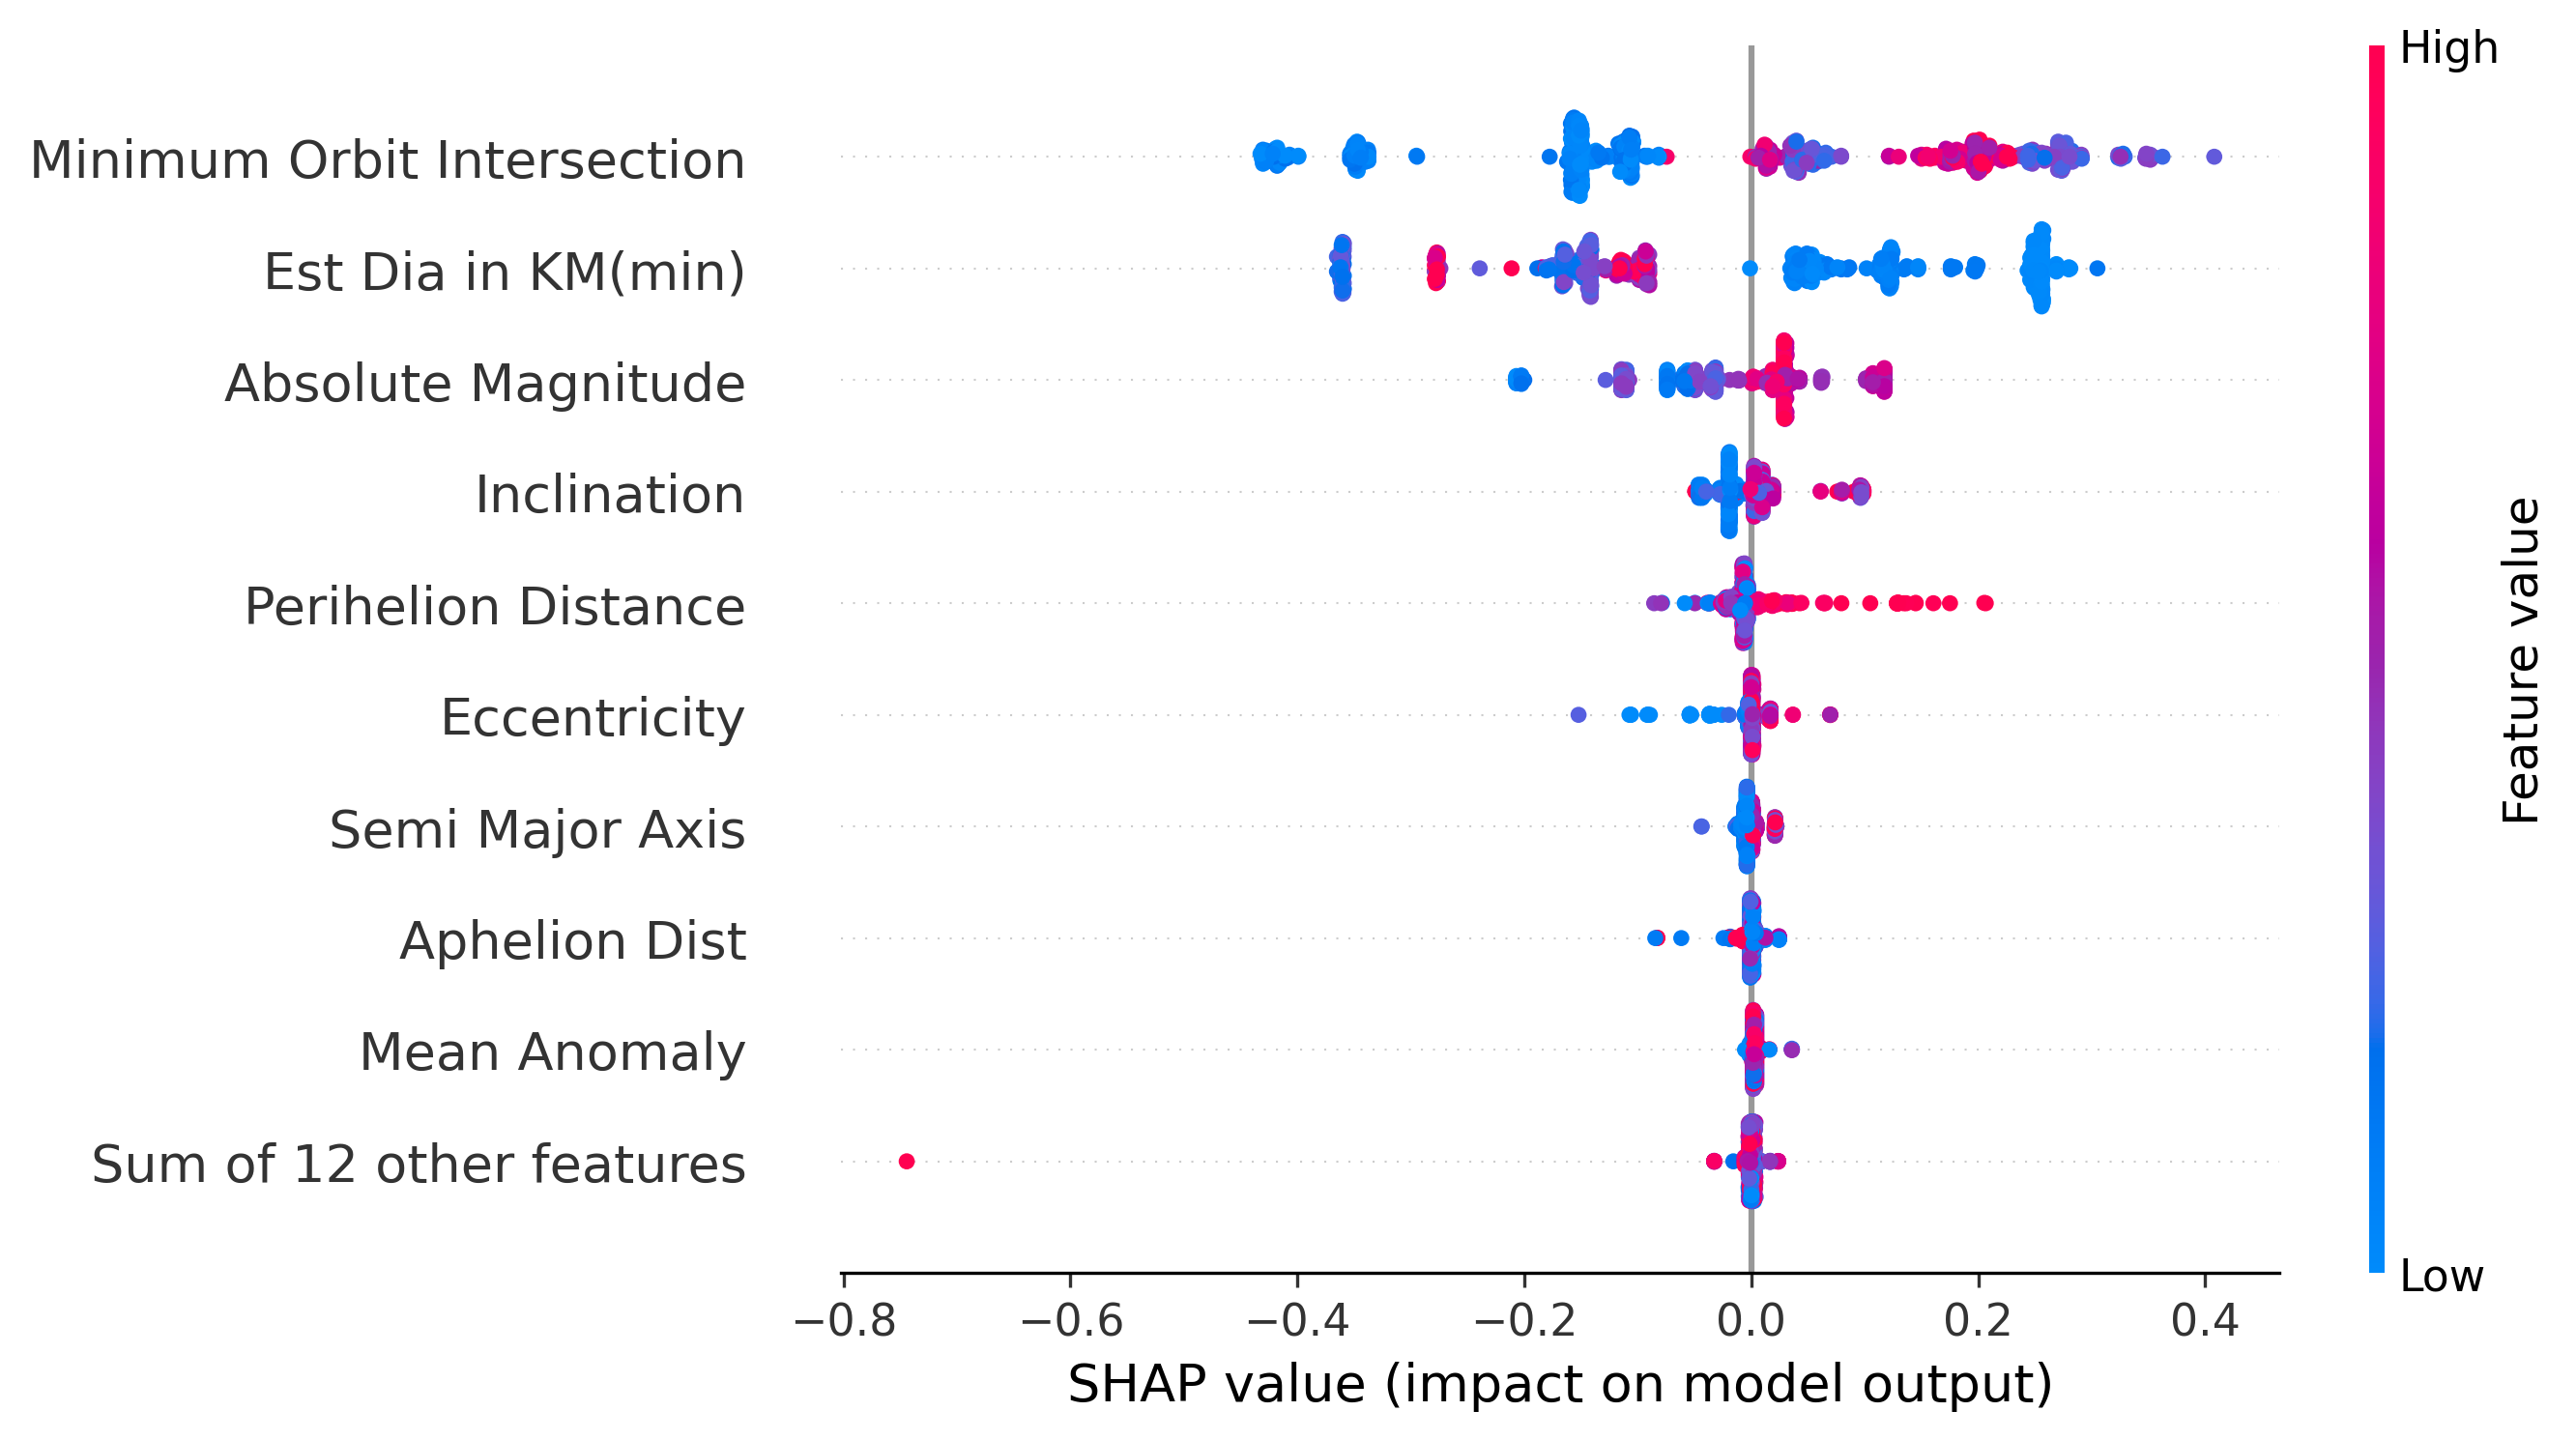 High
Minimum Orbit Intersection
Est Dia in KM(min)
Absolute Magnitude
Inclination
Perihelion Distance
Eccentricity
Semi Major Axis
Aphelion Dist
Mean Anomaly
Sum of 12 other features
Feature value
Low
−0.8 −0.6 −0.4 −0.2 0.0 0.2 0.4
SHAP value (impact on model output)